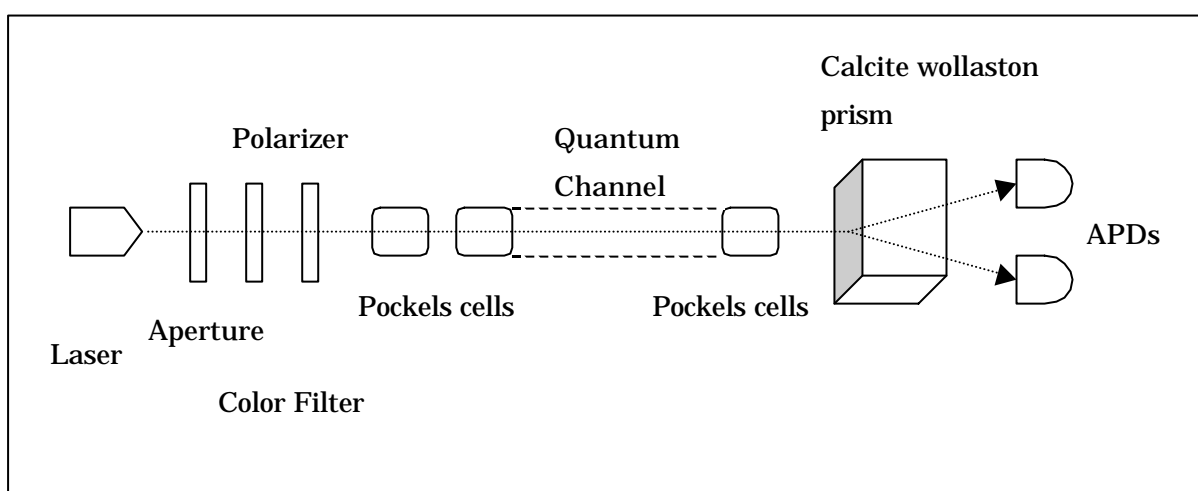 Calcite wollaston
prism
Polarizer
Quantum
Channel
APDs
Pockels cells
Pockels cells
Aperture
Laser
Color Filter